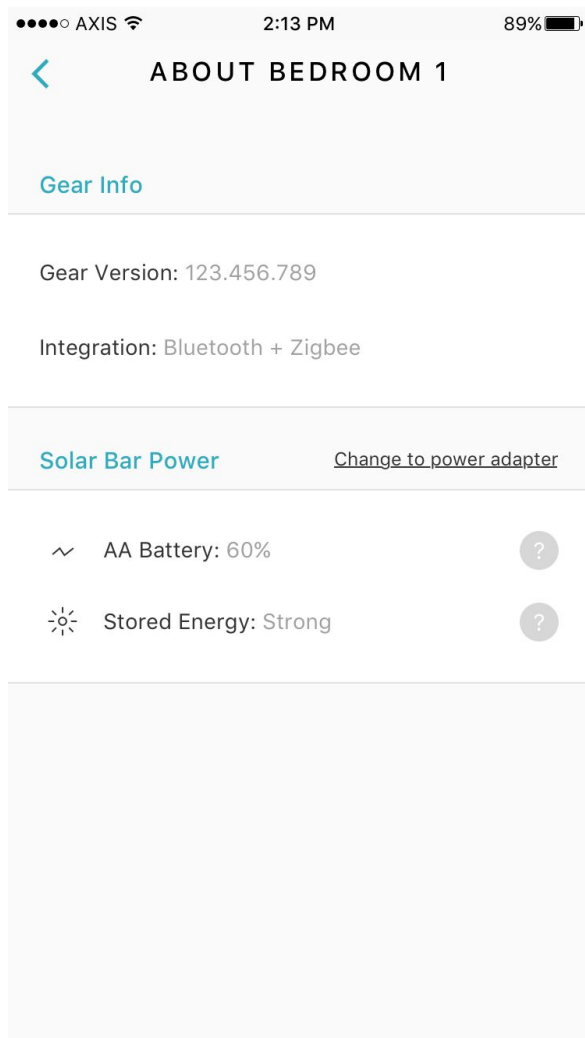 AXIS 2:13 PM 89%
ABOUT BEDROOM 1
Gear Info
Gear Version: 123.456.789
Integration: Bluetooth + Zigbee
Solar Bar Power Change to power adapter
AA Battery: 60% ?
Stored Energy: Strong ?